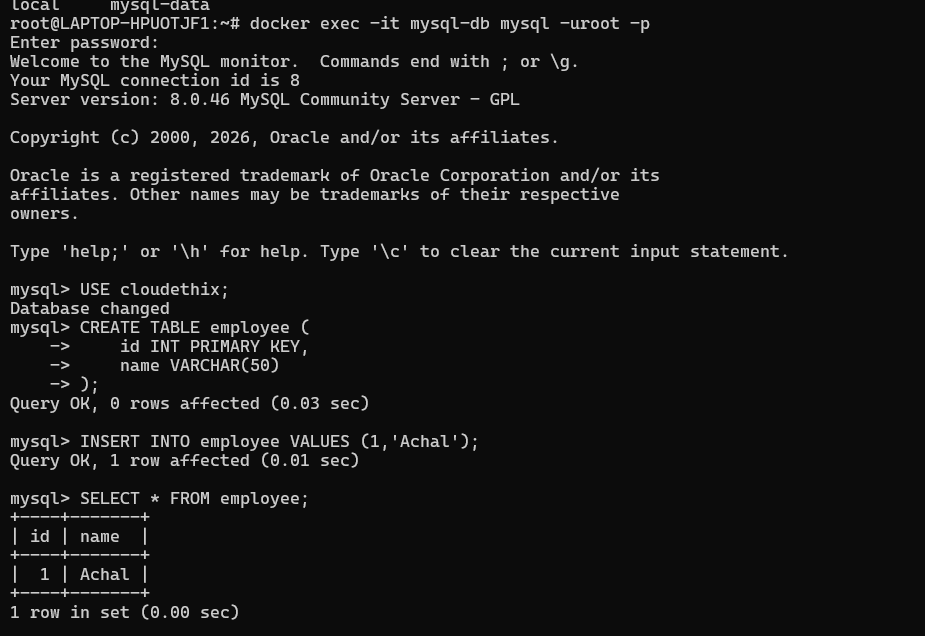 local     mysql-data
root@LAPTOP-HPUOTJF1:~# docker exec -it mysql-db mysql -uroot -p
Enter password:
Welcome to the MySQL monitor.  Commands end with ; or \g.
Your MySQL connection id is 8
Server version: 8.0.46 MySQL Community Server - GPL

Copyright (c) 2000, 2026, Oracle and/or its affiliates.

Oracle is a registered trademark of Oracle Corporation and/or its
affiliates. Other names may be trademarks of their respective
owners.

Type 'help;' or '\h' for help. Type '\c' to clear the current input statement.

mysql> USE cloudethix;
Database changed
mysql> CREATE TABLE employee (
    ->     id INT PRIMARY KEY,
    ->     name VARCHAR(50)
    -> );
Query OK, 0 rows affected (0.03 sec)

mysql> INSERT INTO employee VALUES (1,'Achal');
Query OK, 1 row affected (0.01 sec)

mysql> SELECT * FROM employee;
+----+-------+
| id | name  |
+----+-------+
|  1 | Achal |
+----+-------+
1 row in set (0.00 sec)